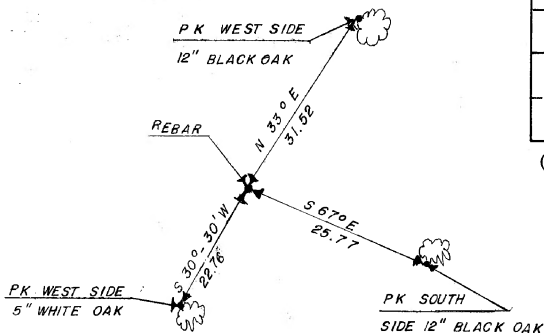 PK WEST SIDE
12" BLACK OAK
N 33° E
31.52
REBAR
S 67° E
25.77
S 30°-30' W
22.76
PK WEST SIDE
5" WHITE OAK
PK SOUTH
SIDE 12" BLACK OAK
(